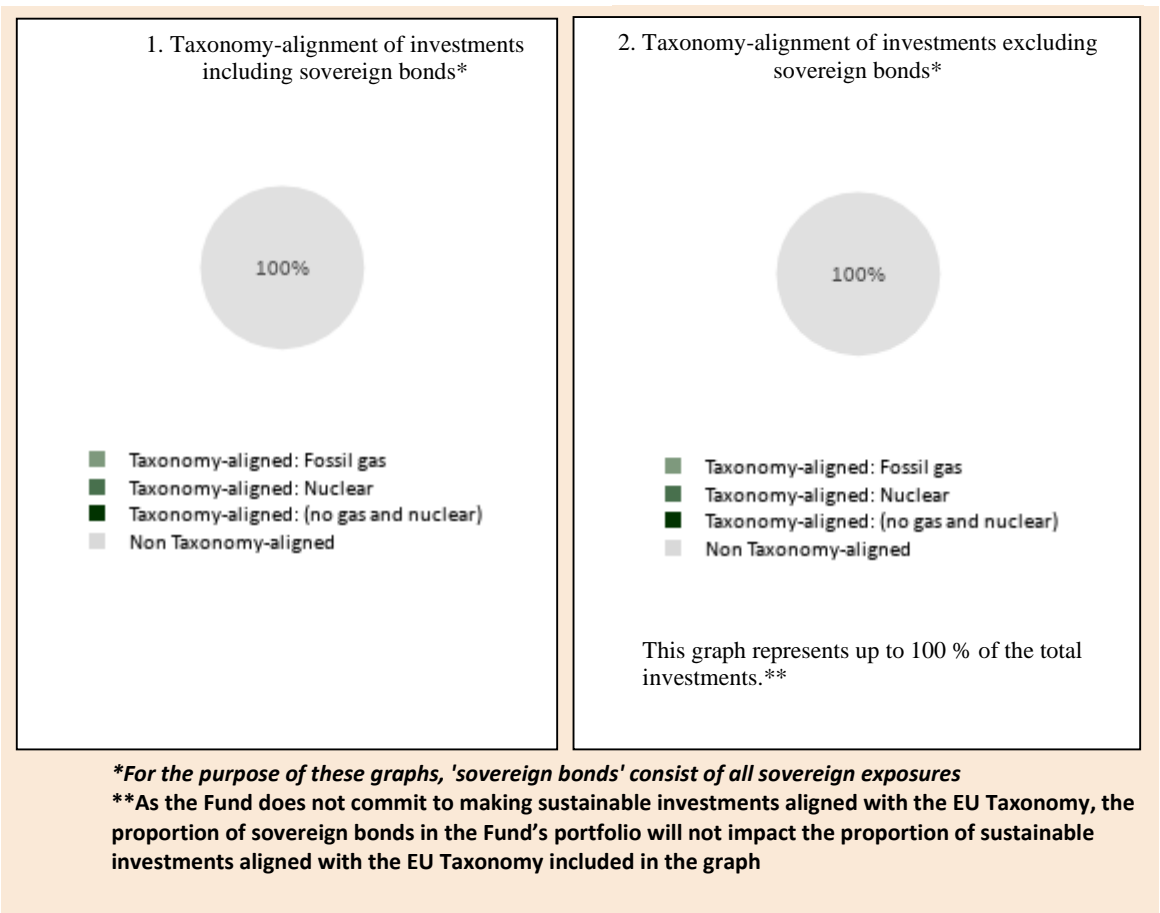 1. Taxonomy-alignment of investments
including sovereign bonds*
100%
Taxonomy-aligned: Fossil gas
Taxonomy-aligned: Nuclear
Taxonomy-aligned: (no gas and nuclear)
Non Taxonomy-aligned
2. Taxonomy-alignment of investments excluding
sovereign bonds*
100%
Taxonomy-aligned: Fossil gas
Taxonomy-aligned: Nuclear
Taxonomy-aligned: (no gas and nuclear)
Non Taxonomy-aligned
This graph represents up to 100 % of the total
investments.**
*For the purpose of these graphs, 'sovereign bonds' consist of all sovereign exposures
**As the Fund does not commit to making sustainable investments aligned with the EU Taxonomy, the
proportion of sovereign bonds in the Fund’s portfolio will not impact the proportion of sustainable
investments aligned with the EU Taxonomy included in the graph